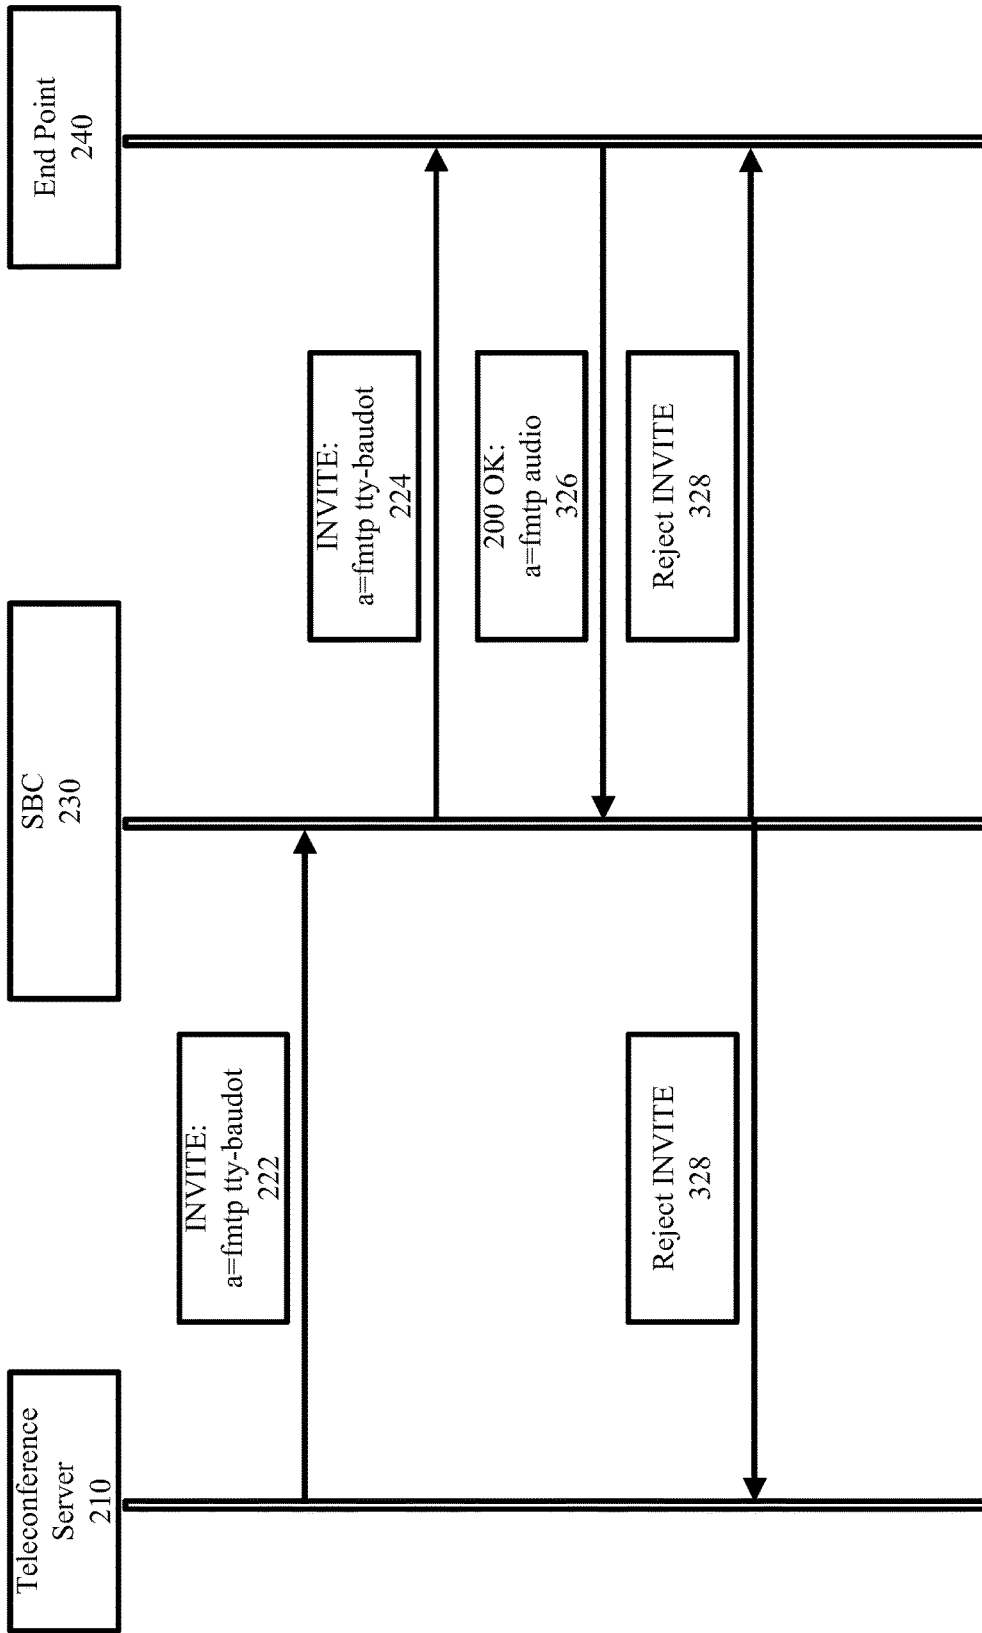 Teleconference
Server
210
SBC
230
End Point
240
INVITE:
a=fmtp tty-baudot
222
INVITE:
a=fmtp tty-baudot
224
200 OK:
a=fmtp audio
326
Reject INVITE
328
Reject INVITE
328